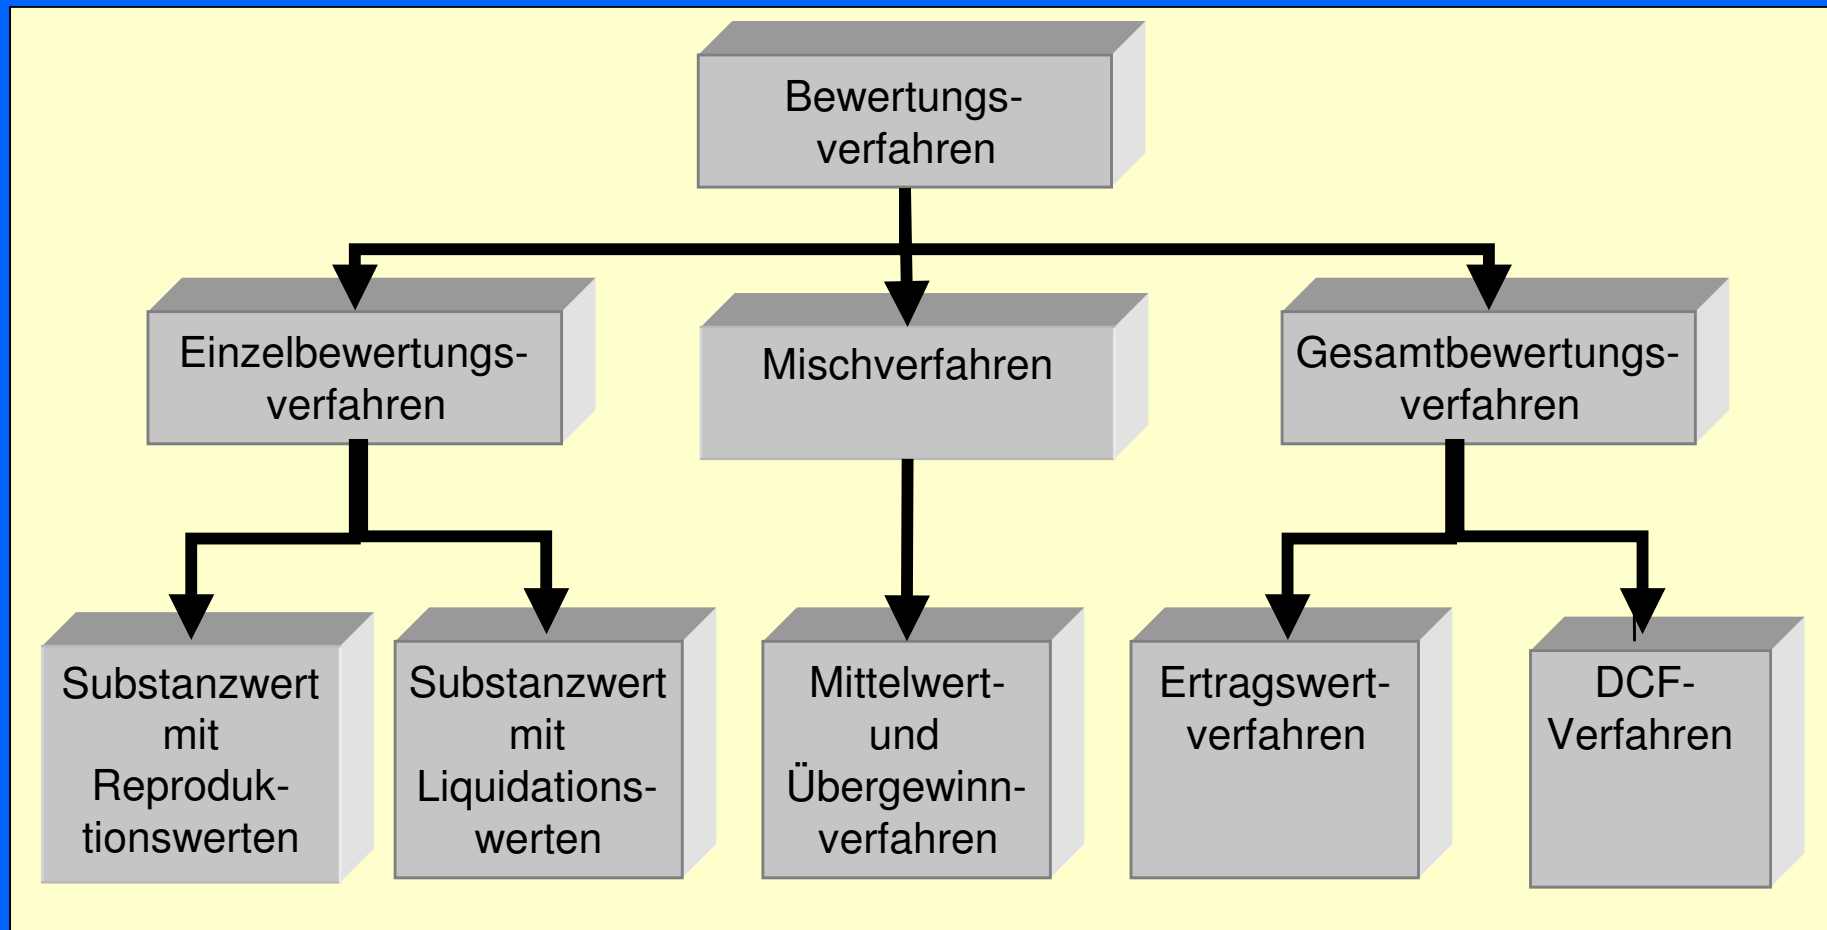 Bewertungs-
verfahren
Einzelbewertungs-
verfahren
Mischverfahren
Gesamtbewertungs-
verfahren
Substanzwert
mit
Reproduk-
tionswerten
Substanzwert
mit
Liquidations-
werten
Mittelwert-
und
Übergewinn-
verfahren
Ertragswert-
verfahren
DCF-
Verfahren